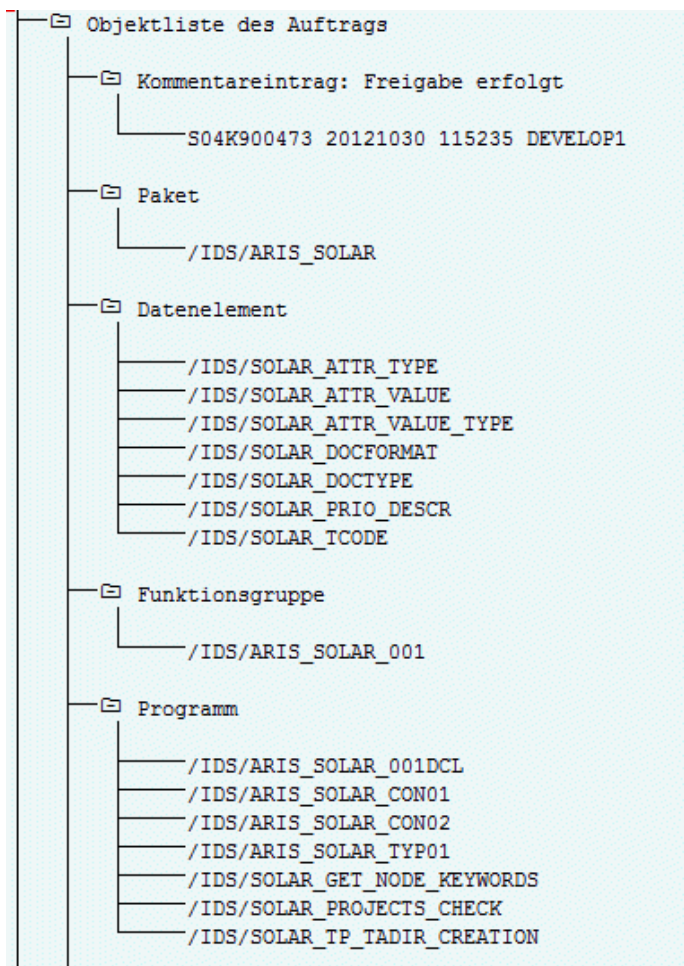 Objektliste des Auftrags
Kommentareintrag: Freigabe erfolgt
S04K900473 20121030 115235 DEVELOP1
Paket
/IDS/ARIS_SOLAR
Datenelement
/IDS/SOLAR_ATTR_TYPE
/IDS/SOLAR_ATTR_VALUE
/IDS/SOLAR_ATTR_VALUE_TYPE
/IDS/SOLAR_DOCFORMAT
/IDS/SOLAR_DOCTYPE
/IDS/SOLAR_PRIO_DESCR
/IDS/SOLAR_TCODE
Funktionsgruppe
/IDS/ARIS_SOLAR_001
Programm
/IDS/ARIS_SOLAR_001DCL
/IDS/ARIS_SOLAR_CON01
/IDS/ARIS_SOLAR_CON02
/IDS/ARIS_SOLAR_TYP01
/IDS/SOLAR_GET_NODE_KEYWORDS
/IDS/SOLAR_PROJECTS_CHECK
/IDS/SOLAR_TP_TADIR_CREATION